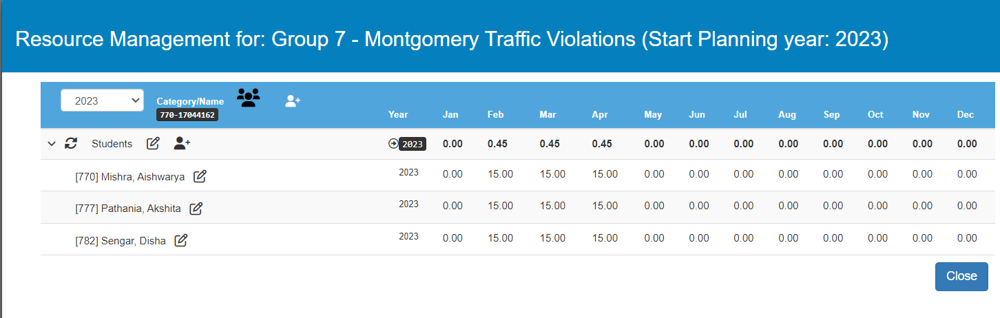 Resource Management for: Group 7 - Montgomery Traffic Violations (Start Planning year: 2023)
2023 Category/Name
770-17044162
Year Jan Feb Mar Apr May Jun Jul Aug Sep Oct Nov Dec
Students 2023 0.00 0.45 0.45 0.45 0.00 0.00 0.00 0.00 0.00 0.00 0.00 0.00
[770] Mishra, Aishwarya 2023 0.00 15.00 15.00 15.00 0.00 0.00 0.00 0.00 0.00 0.00 0.00 0.00
[777] Pathania, Akshita 2023 0.00 15.00 15.00 15.00 0.00 0.00 0.00 0.00 0.00 0.00 0.00 0.00
[782] Sengar, Disha 2023 0.00 15.00 15.00 15.00 0.00 0.00 0.00 0.00 0.00 0.00 0.00 0.00
Close